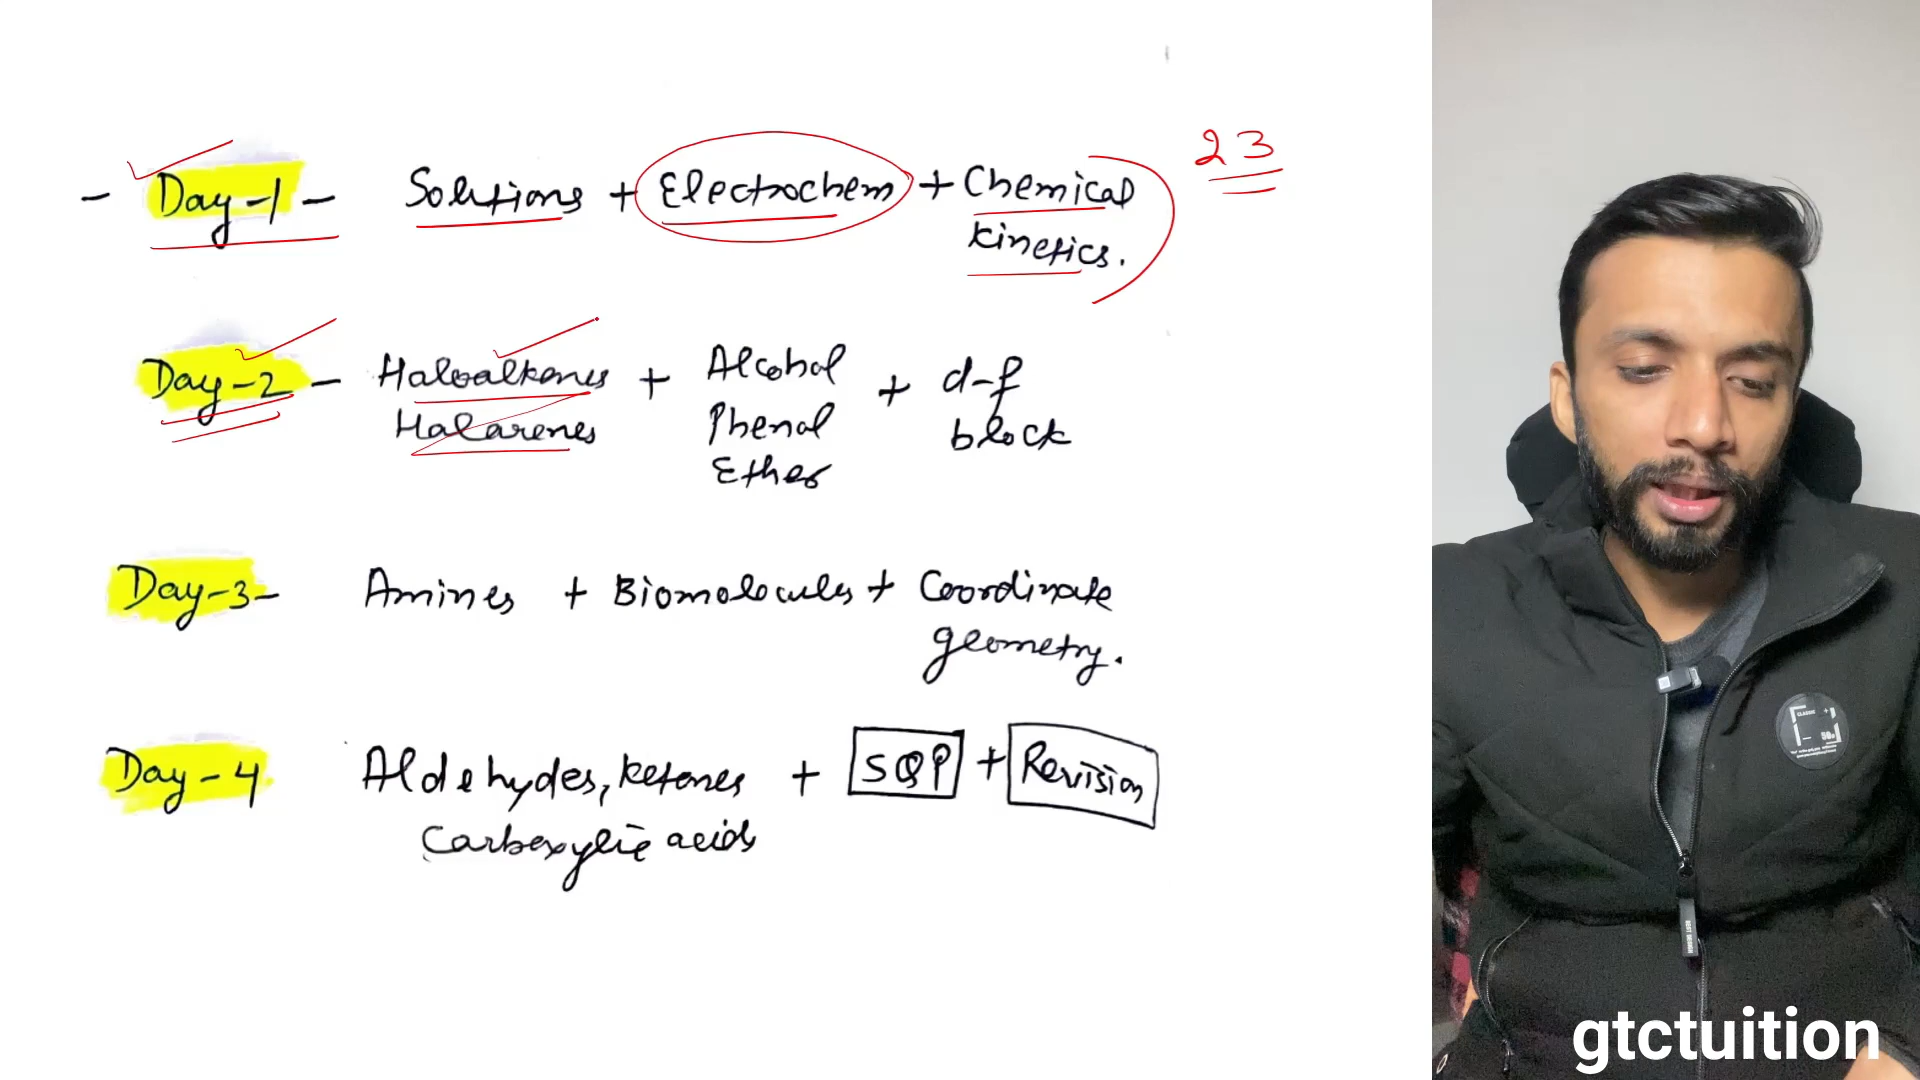 23
- Day-1 - Solutions + Electrochem + Chemical
kinetics.
Day-2 - Haloalkanes + Alcohol + d-f
Haloarenes Phenol block
Ether
Day-3- Amines + Biomolecules + Coordinate
geometry.
Day-4 Aldehydes, ketones + SQP + Revision
Carboxylic acids
CLASSIC
gtctuition